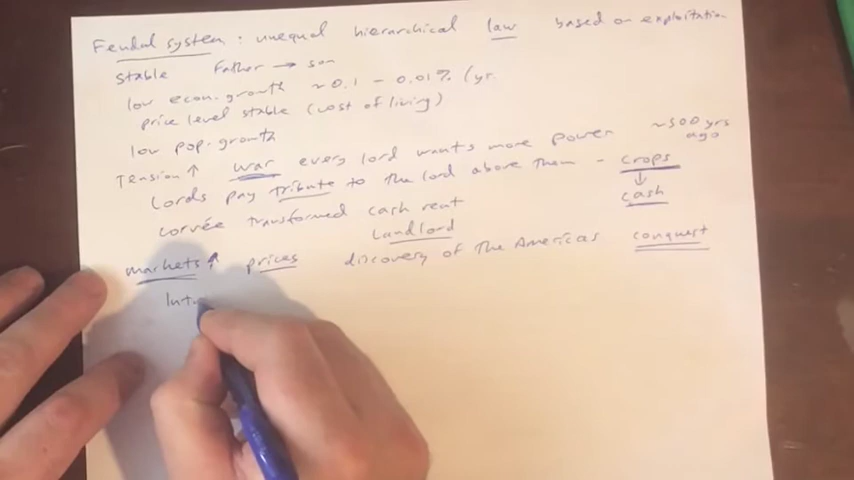 Feudal system : unequal hierarchical law based on exploitation
stable Father → son
low econ. growth ~0.1 - 0.01% (yr.
price level stable (cost of living)
low pop. growth
Tension ↑ war every lord wants more power ~500 yrs ago
Lords pay tribute to the lord above them - crops
↓
corvée transformed cash rent cash
Landlord
markets ↑ prices discovery of the Americas conquest
Int